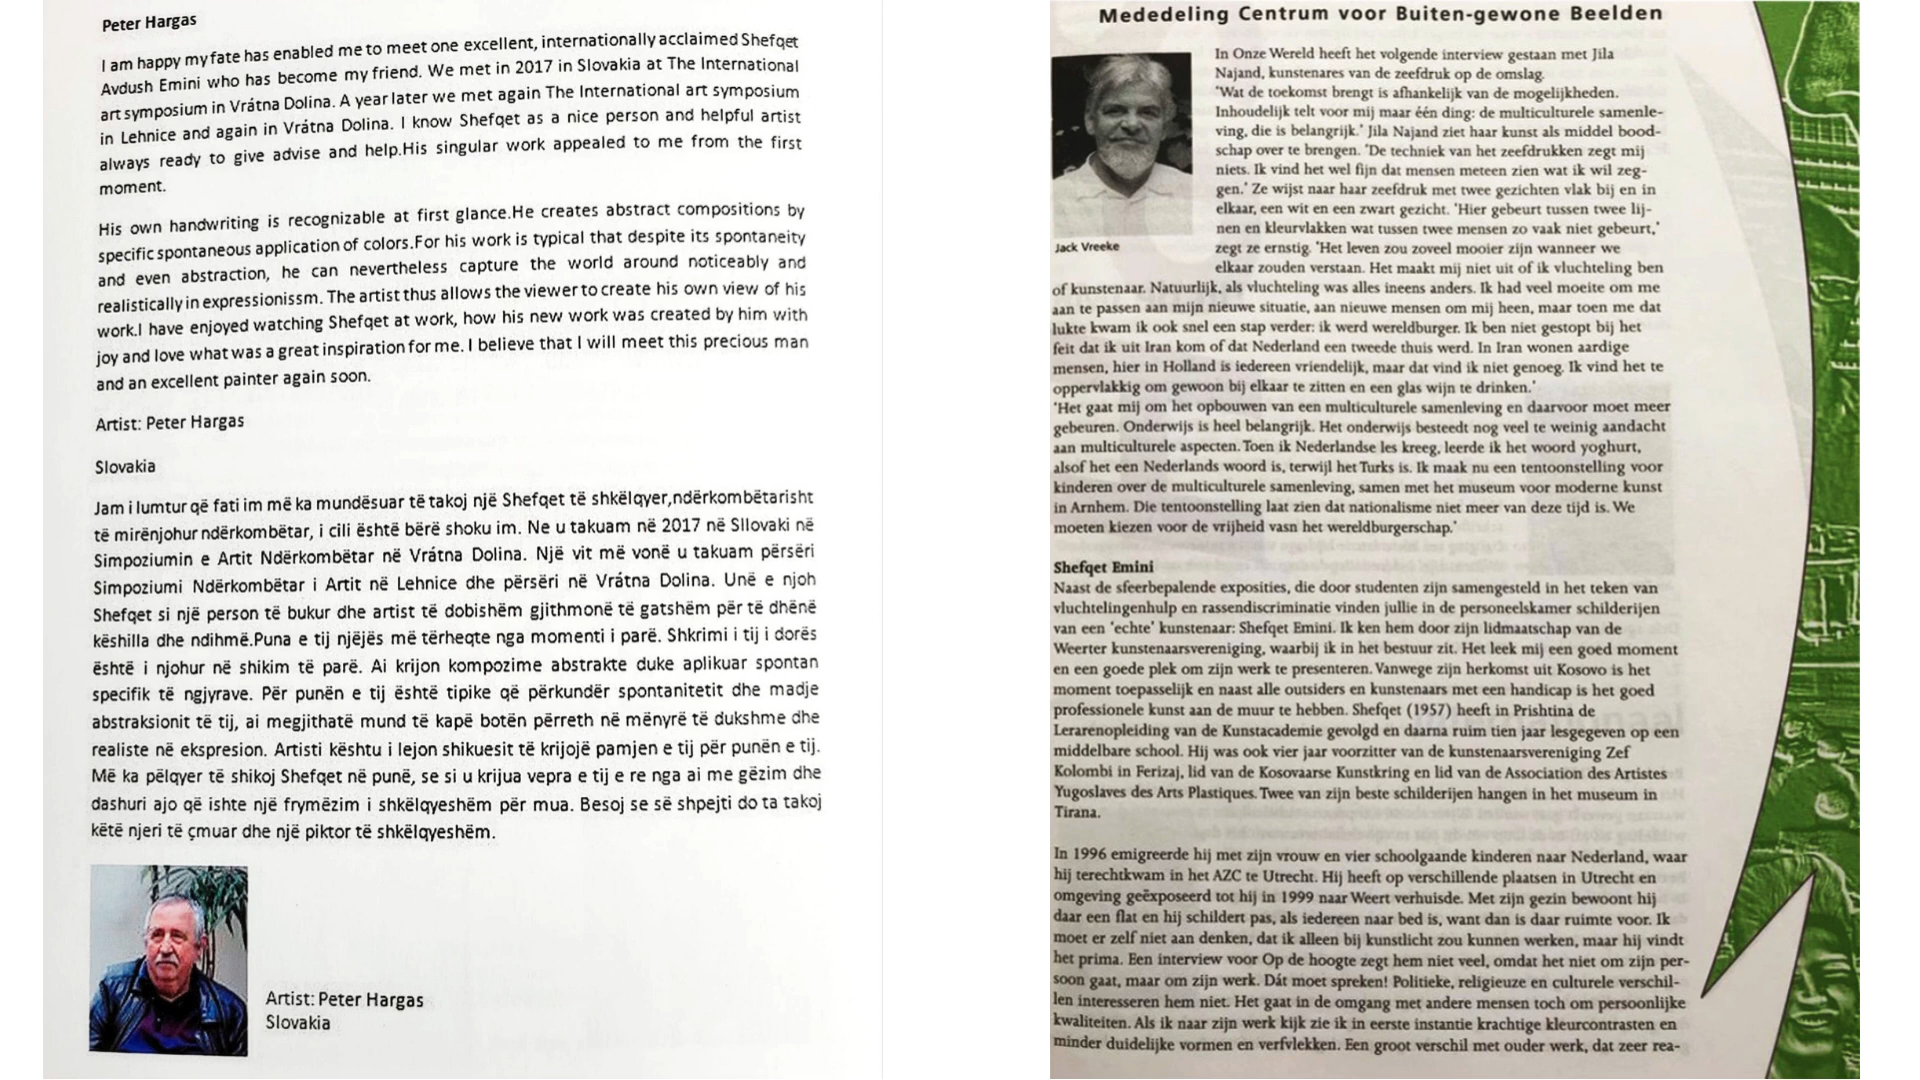 Peter Hargas
I am happy my fate has enabled me to meet one excellent, internationally acclaimed Shefqet
Avdush Emini who has become my friend. We met in 2017 in Slovakia at The International
art symposium in Vrátna Dolina. A year later we met again The International art symposium
in Lehnice and again in Vrátna Dolina. I know Shefqet as a nice person and helpful artist
always ready to give advise and help.His singular work appealed to me from the first
moment.
His own handwriting is recognizable at first glance.He creates abstract compositions by
specific spontaneous application of colors.For his work is typical that despite its spontaneity
and even abstraction, he can nevertheless capture the world around noticeably and
realistically in expressionissm. The artist thus allows the viewer to create his own view of his
work.I have enjoyed watching Shefqet at work, how his new work was created by him with
joy and love what was a great inspiration for me. I believe that I will meet this precious man
and an excellent painter again soon.
Artist: Peter Hargas
Slovakia
Jam i lumtur që fati im më ka mundësuar të takoj një Shefqet të shkëlqyer,ndërkombëtarisht
të mirënjohur ndërkombëtar, i cili është bërë shoku im. Ne u takuam në 2017 në Sllovaki në
Simpoziumin e Artit Ndërkombëtar në Vrátna Dolina. Një vit më vonë u takuam përsëri
Simpoziumi Ndërkombëtar i Artit në Lehnice dhe përsëri në Vrátna Dolina. Unë e njoh
Shefqet si një person të bukur dhe artist të dobishëm gjithmonë të gatshëm për të dhënë
këshilla dhe ndihmë.Puna e tij njëjës më tërheqte nga momenti i parë. Shkrimi i tij i dorës
është i njohur në shikim të parë. Ai krijon kompozime abstrakte duke aplikuar spontan
specifik të ngjyrave. Për punën e tij është tipike që përkundër spontanitetit dhe madje
abstraksionit të tij, ai megjithatë mund të kapë botën përreth në mënyrë të dukshme dhe
realiste në ekspresion. Artisti kështu i lejon shikuesit të krijojë pamjen e tij për punën e tij.
Më ka pëlqyer të shikoj Shefqet në punë, se si u krijua vepra e tij e re nga ai me gëzim dhe
dashuri ajo që ishte një frymëzim i shkëlqyeshëm për mua. Besoj se së shpejti do ta takoj
këtë njeri të çmuar dhe një piktor të shkëlqyeshëm.
Artist: Peter Hargas
Slovakia
Mededeling Centrum voor Buiten-gewone Beelden
In Onze Wereld heeft het volgende interview gestaan met Jila
Najand, kunstenares van de zeefdruk op de omslag.
'Wat de toekomst brengt is afhankelijk van de mogelijkheden.
Inhoudelijk telt voor mij maar één ding: de multiculturele samenle-
ving, die is belangrijk.' Jila Najand ziet haar kunst als middel bood-
schap over te brengen. 'De techniek van het zeefdrukken zegt mij
niets. Ik vind het wel fijn dat mensen meteen zien wat ik wil zeg-
gen.' Ze wijst naar haar zeefdruk met twee gezichten vlak bij en in
elkaar, een wit en een zwart gezicht. 'Hier gebeurt tussen twee lij-
nen en kleurvlakken wat tussen twee mensen zo vaak niet gebeurt,'
Jack Vreeke
zegt ze ernstig. 'Het leven zou zoveel mooier zijn wanneer we
elkaar zouden verstaan. Het maakt mij niet uit of ik vluchteling ben
of kunstenaar. Natuurlijk, als vluchteling was alles ineens anders. Ik had veel moeite om me
aan te passen aan mijn nieuwe situatie, aan nieuwe mensen om mij heen, maar toen me dat
lukte kwam ik ook snel een stap verder: ik werd wereldburger. Ik ben niet gestopt bij het
feit dat ik uit Iran kom of dat Nederland een tweede thuis werd. In Iran wonen aardige
mensen, hier in Holland is iedereen vriendelijk, maar dat vind ik niet genoeg. Ik vind het te
oppervlakkig om gewoon bij elkaar te zitten en een glas wijn te drinken.'
'Het gaat mij om het opbouwen van een multiculturele samenleving en daarvoor moet meer
gebeuren. Onderwijs is heel belangrijk. Het onderwijs besteedt nog veel te weinig aandacht
aan multiculturele aspecten. Toen ik Nederlandse les kreeg, leerde ik het woord yoghurt,
alsof het een Nederlands woord is, terwijl het Turks is. Ik maak nu een tentoonstelling voor
kinderen over de multiculturele samenleving, samen met het museum voor moderne kunst
in Arnhem. Die tentoonstelling laat zien dat nationalisme niet meer van deze tijd is. We
moeten kiezen voor de vrijheid vasn het wereldburgerschap.'
Shefqet Emini
Naast de sfeerbepalende exposities, die door studenten zijn samengesteld in het teken van
vluchtelingenhulp en rassendiscriminatie vinden jullie in de personeelskamer schilderijen
van een 'echte' kunstenaar: Shefqet Emini. Ik ken hem door zijn lidmaatschap van de
Weerter kunstenaarsvereniging, waarbij ik in het bestuur zit. Het leek mij een goed moment
en een goede plek om zijn werk te presenteren. Vanwege zijn herkomst uit Kosovo is het
moment toepasselijk en naast alle outsiders en kunstenaars met een handicap is het goed
professionele kunst aan de muur te hebben. Shefqet (1957) heeft in Prishtina de
Lerarenopleiding van de Kunstacademie gevolgd en daarna ruim tien jaar lesgegeven op een
middelbare school. Hij was ook vier jaar voorzitter van de kunstenaarsvereniging Zef
Kolombi in Ferizaj, lid van de Kosovaarse Kunstkring en lid van de Association des Artistes
Yugoslaves des Arts Plastiques. Twee van zijn beste schilderijen hangen in het museum in
Tirana.
In 1996 emigreerde hij met zijn vrouw en vier schoolgaande kinderen naar Nederland, waar
hij terechtkwam in het AZC te Utrecht. Hij heeft op verschillende plaatsen in Utrecht en
omgeving geëxposeerd tot hij in 1999 naar Weert verhuisde. Met zijn gezin bewoont hij
daar een flat en hij schildert pas, als iedereen naar bed is, want dan is daar ruimte voor. Ik
moet er zelf niet aan denken, dat ik alleen bij kunstlicht zou kunnen werken, maar hij vindt
het prima. Een interview voor Op de hoogte zegt hem niet veel, omdat het niet om zijn per-
soon gaat, maar om zijn werk. Dát moet spreken! Politieke, religieuze en culturele verschil-
len interesseren hem niet. Het gaat in de omgang met andere mensen toch om persoonlijke
kwaliteiten. Als ik naar zijn werk kijk zie ik in eerste instantie krachtige kleurcontrasten en
minder duidelijke vormen en verfvlekken. Een groot verschil met ouder werk, dat zeer rea-